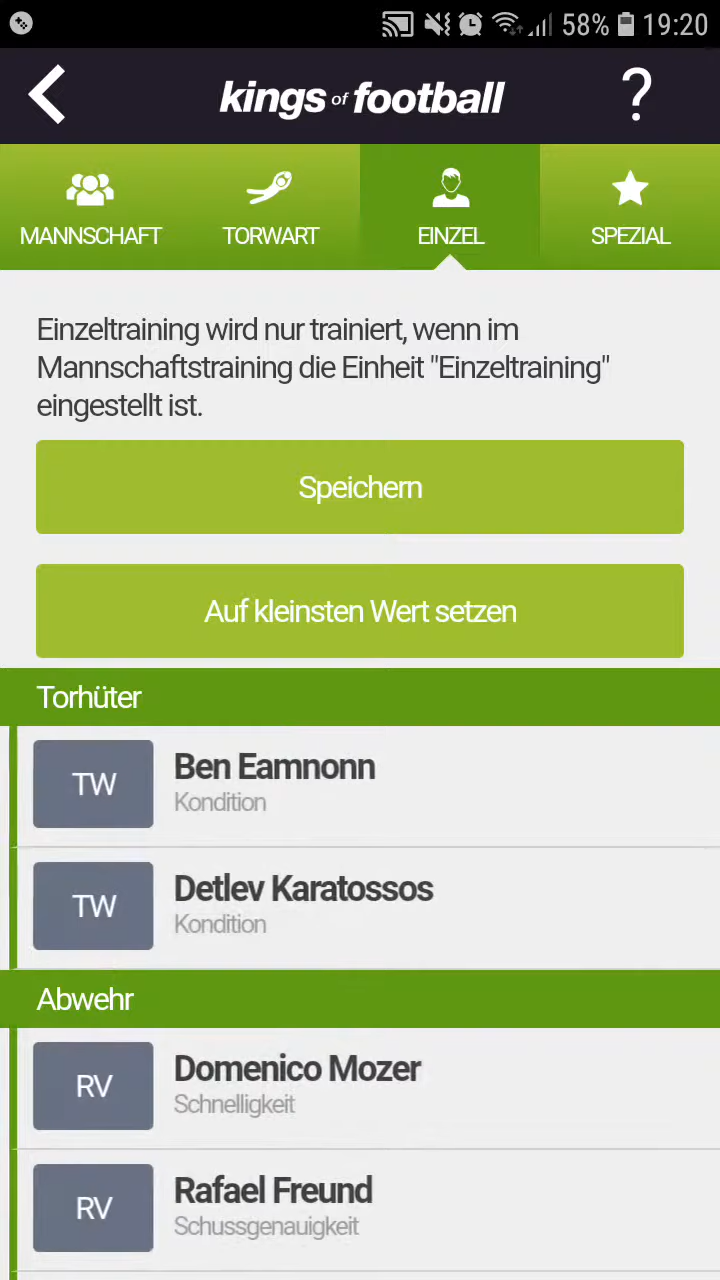 58% 19:20
kings of football ?
MANNSCHAFT TORWART EINZEL SPEZIAL
Einzeltraining wird nur trainiert, wenn im
Mannschaftstraining die Einheit "Einzeltraining"
eingestellt ist.
Speichern
Auf kleinsten Wert setzen
Torhüter
TW Ben Eamnonn
Kondition
TW Detlev Karatossos
Kondition
Abwehr
RV Domenico Mozer
Schnelligkeit
RV Rafael Freund
Schussgenauigkeit